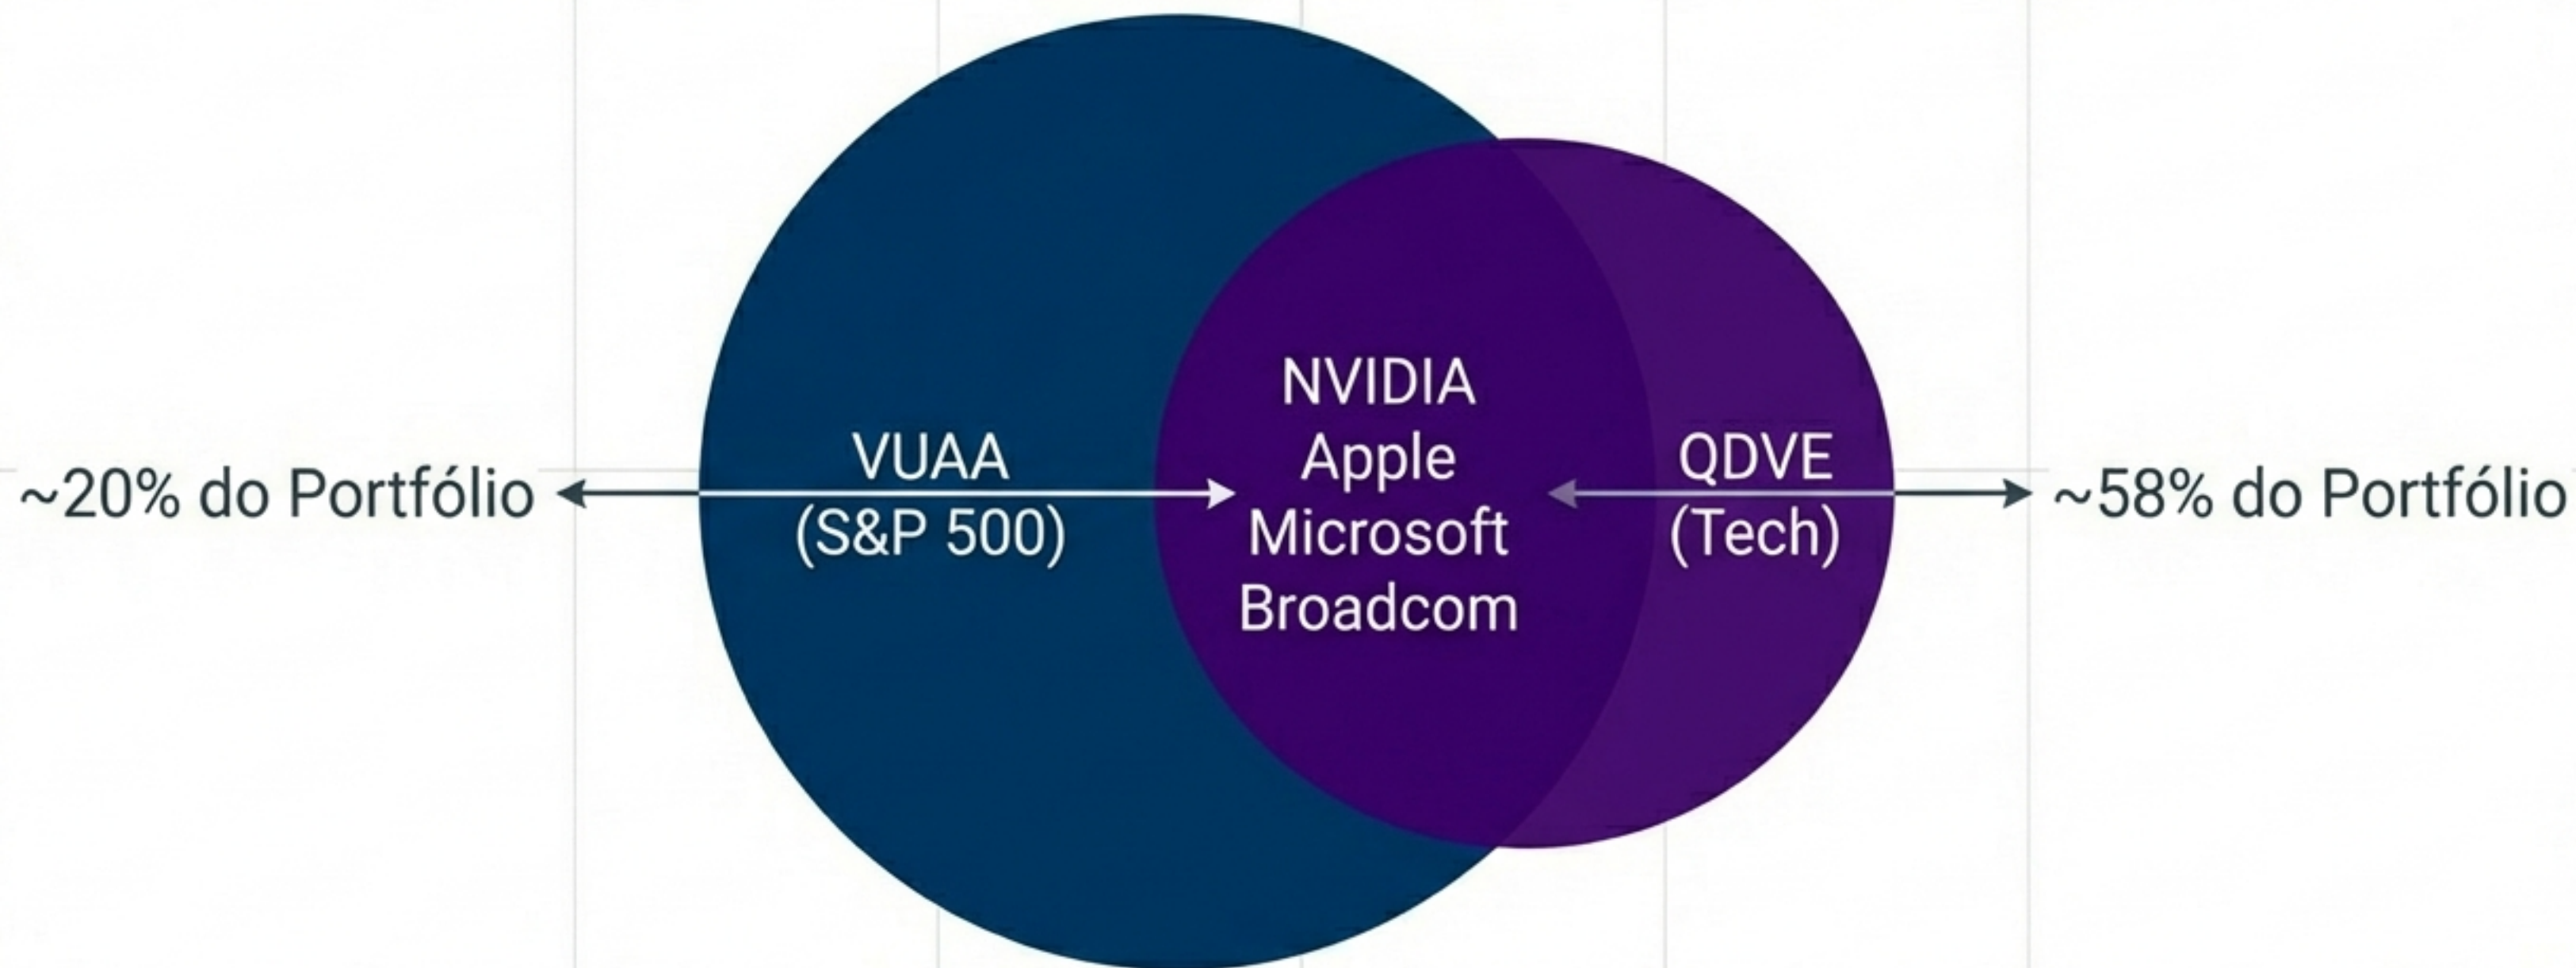 ~20% do Portfólio
VUAA
(S&P 500)
NVIDIA
Apple
Microsoft
Broadcom
QDVE
(Tech)
~58% do Portfólio